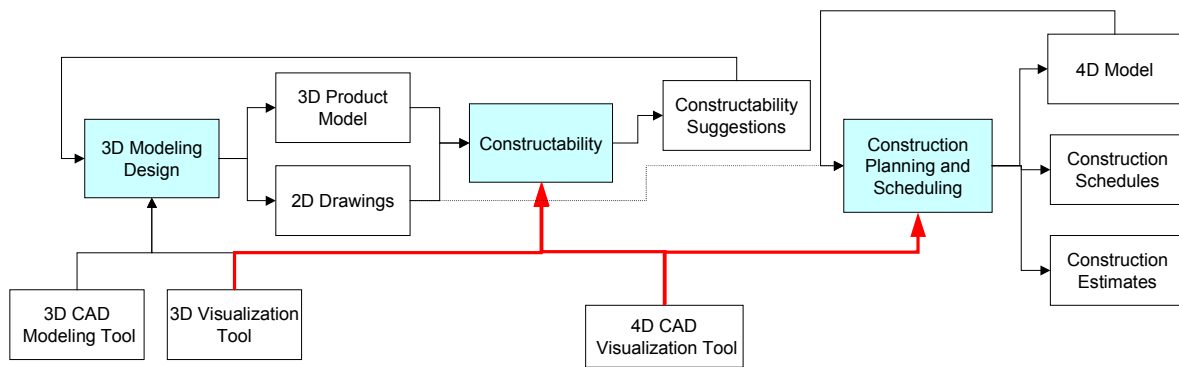 3D Modeling
Design
3D Product
Model
2D Drawings
Constructability
Constructability
Suggestions
Construction
Planning and
Scheduling
4D Model
Construction
Schedules
Construction
Estimates
3D CAD
Modeling Tool
3D Visualization
Tool
4D CAD
Visualization Tool